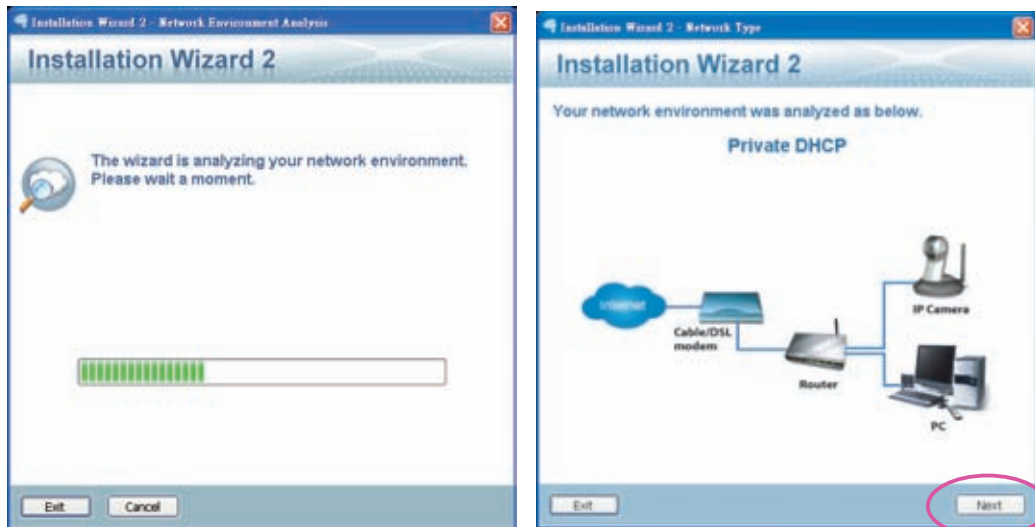 Installation Wizard 2 - Network Environment Analysis
Installation Wizard 2
The wizard is analyzing your network environment.
Please wait a moment.
Exit
Cancel
Installation Wizard 2 - Network Type
Installation Wizard 2
Your network environment was analyzed as below.
Private DHCP
Internet
Cable/DSL
modem
Router
IP Camera
PC
Exit
Next